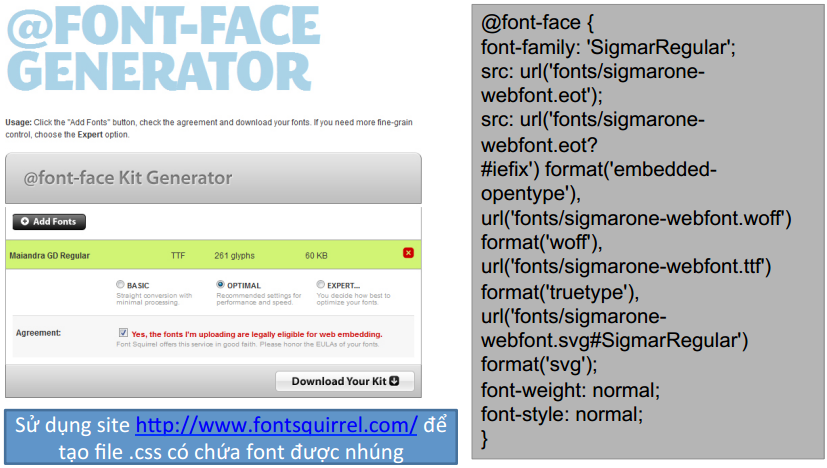 @FONT-FACE
GENERATOR
Usage: Click the "Add Fonts" button, check the agreement and download your fonts. If you need more fine-grain
control, choose the Expert option.
@font-face Kit Generator
Add Fonts
Maiandra GD Regular TTF 261 glyphs 60 KB
BASIC
Straight conversion with
minimal processing.
OPTIMAL
Recommended settings for
performance and speed.
EXPERT...
You decide how best to
optimize your fonts.
Agreement:
Yes, the fonts I'm uploading are legally eligible for web embedding.
Font Squirrel offers this service in good faith. Please honor the EULAs of your fonts.
Download Your Kit
Sử dụng site http://www.fontsquirrel.com/ để
tạo file .css có chứa font được nhúng
@font-face {
font-family: 'SigmarRegular';
src: url('fonts/sigmarone-
webfont.eot');
src: url('fonts/sigmarone-
webfont.eot?
#iefix') format('embedded-
opentype'),
url('fonts/sigmarone-webfont.woff')
format('woff'),
url('fonts/sigmarone-webfont.ttf')
format('truetype'),
url('fonts/sigmarone-
webfont.svg#SigmarRegular')
format('svg');
font-weight: normal;
font-style: normal;
}